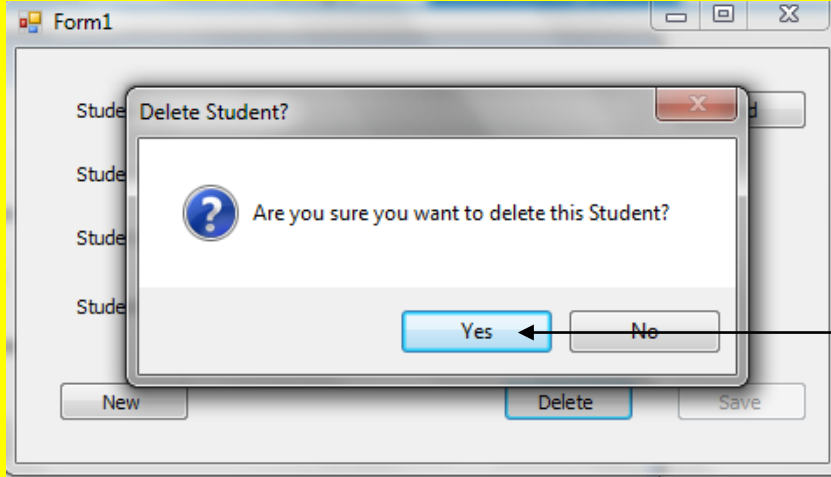 Form1
Stude
Delete Student?
d
Stude
Are you sure you want to delete this Student?
Stude
Stude
Yes
No
New
Delete
Save